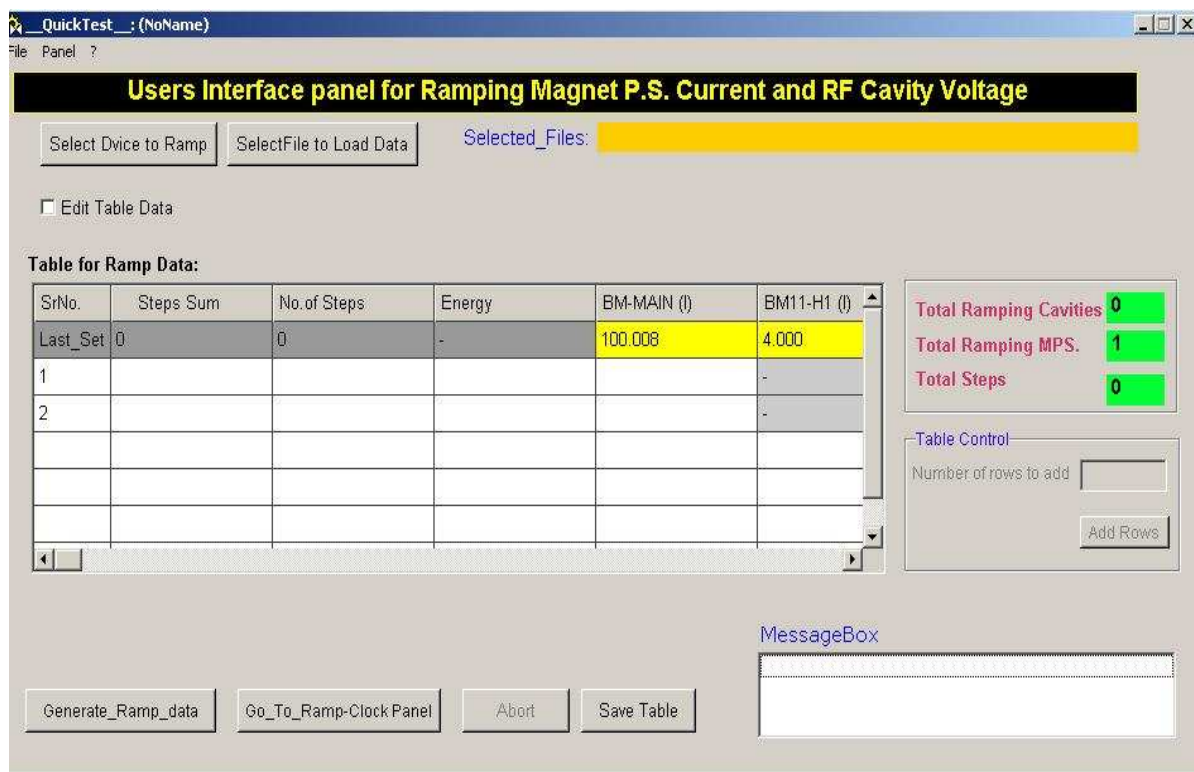 __QuickTest__: (NoName)
File Panel ?
Users Interface panel for Ramping Magnet P.S. Current and RF Cavity Voltage
Select Dvice to Ramp SelectFile to Load Data Selected_Files:
Edit Table Data
Table for Ramp Data:
SrNo. Steps Sum No.of Steps Energy BM-MAIN (I) BM11-H1 (I)
Last_Set 0 0 - 100.008 4.000
1 -
2 -
Total Ramping Cavities 0
Total Ramping MPS. 1
Total Steps 0
Table Control
Number of rows to add
Add Rows
MessageBox
Generate_Ramp_data Go_To_Ramp-Clock Panel Abort Save Table